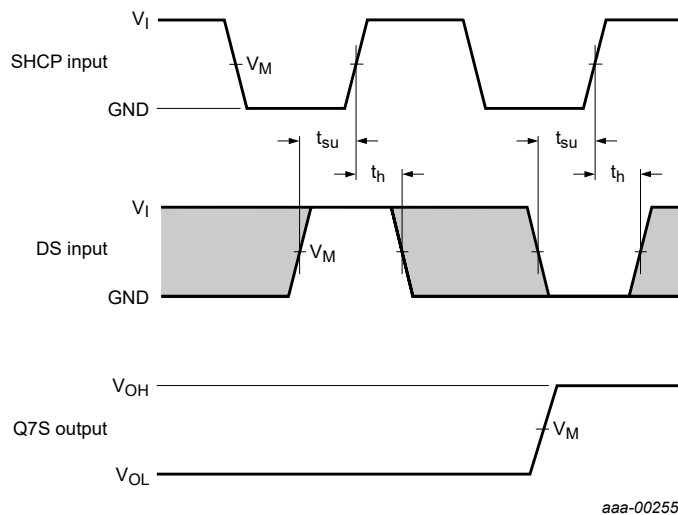 VI
SHCP input
VM
GND
tsu
tsu
th
th
VI
DS input
VM
GND
VOH
Q7S output
VM
VOL
aaa-00255